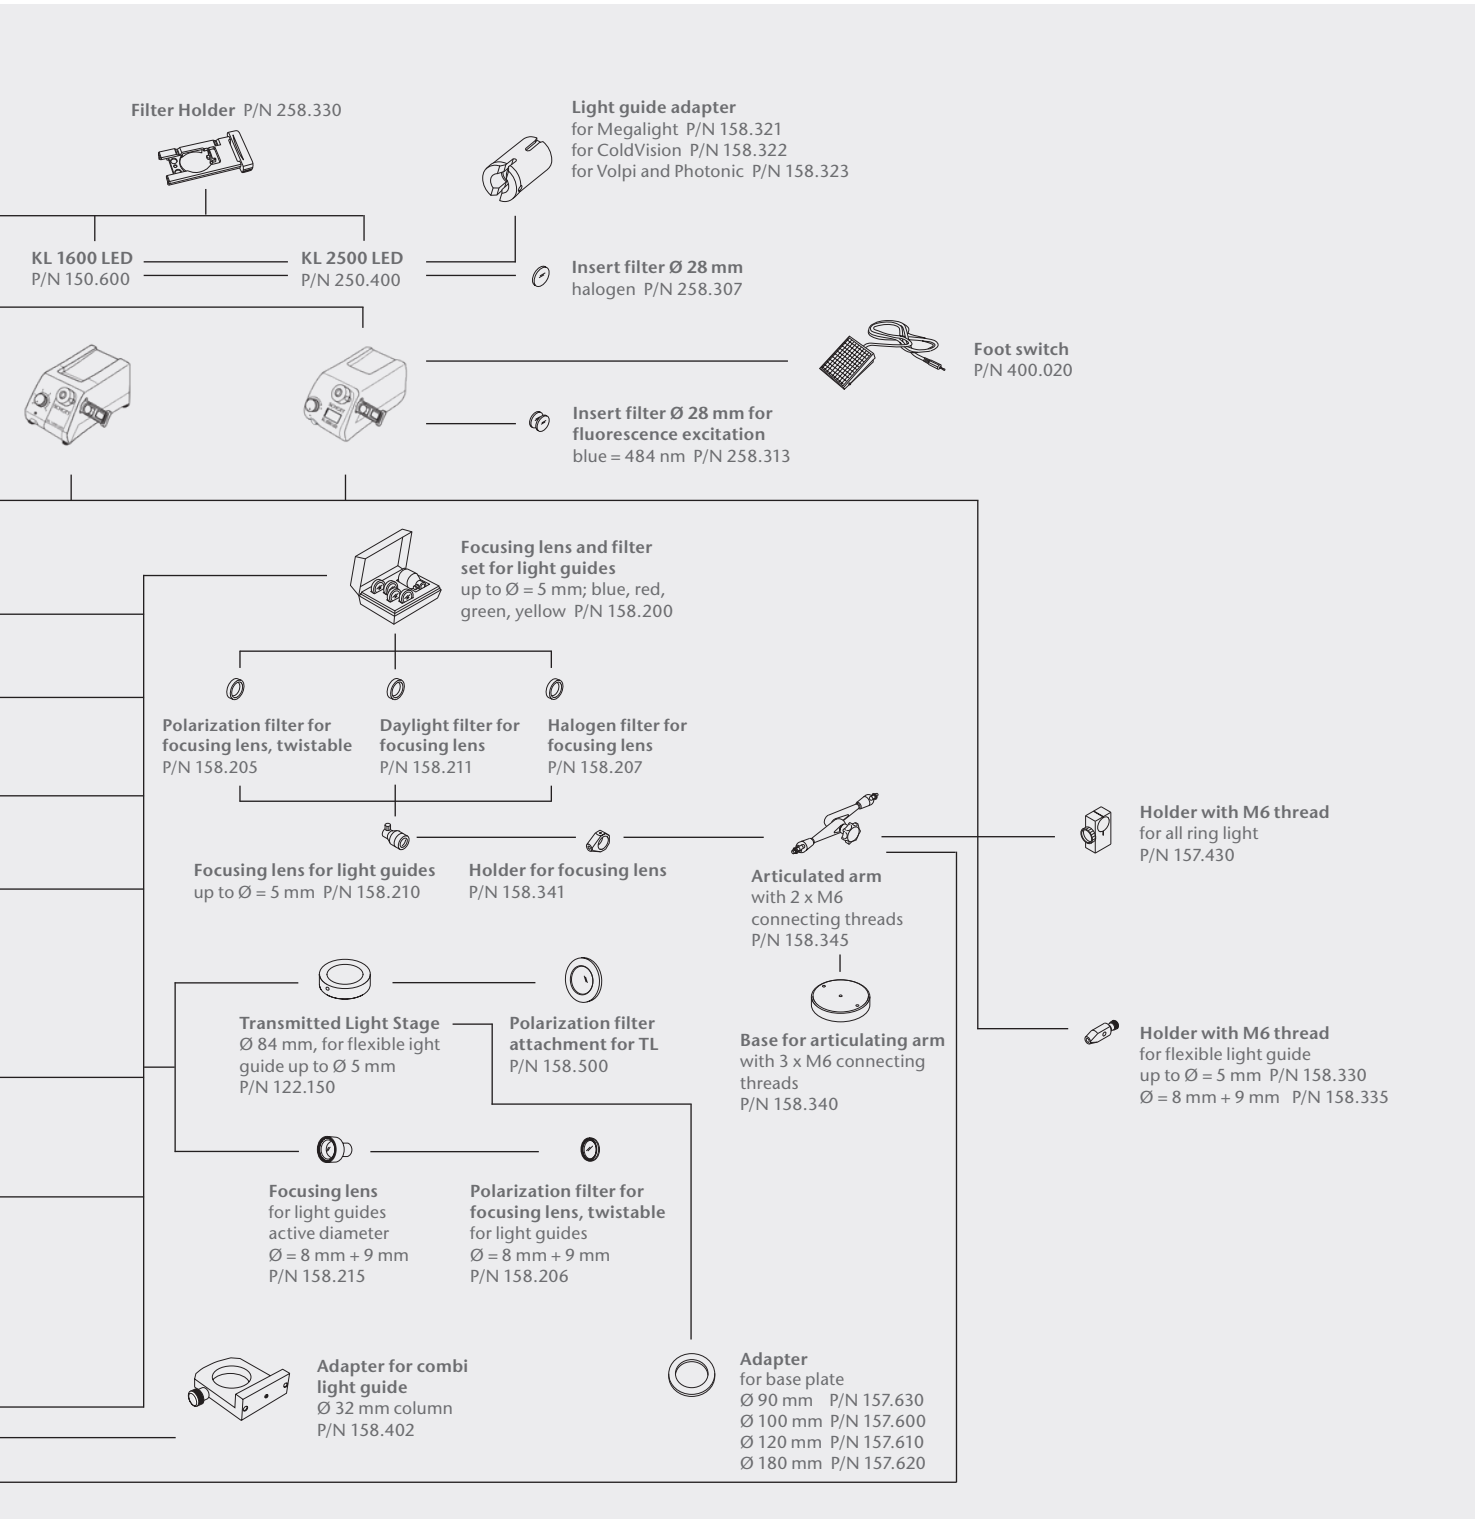 Filter Holder P/N 258.330
Light guide adapter
for Megalight P/N 158.321
for ColdVision P/N 158.322
for Volpi and Photonic P/N 158.323
KL 1600 LED
P/N 150.600
KL 2500 LED
P/N 250.400
Insert filter Ø 28 mm
halogen P/N 258.307
Foot switch
P/N 400.020
Insert filter Ø 28 mm for
fluorescence excitation
blue = 484 nm P/N 258.313
Focusing lens and filter
set for light guides
up to Ø = 5 mm; blue, red,
green, yellow P/N 158.200
Polarization filter for
focusing lens, twistable
P/N 158.205
Daylight filter for
focusing lens
P/N 158.211
Halogen filter for
focusing lens
P/N 158.207
Focusing lens for light guides
up to Ø = 5 mm P/N 158.210
Holder for focusing lens
P/N 158.341
Articulated arm
with 2 x M6
connecting threads
P/N 158.345
Holder with M6 thread
for all ring light
P/N 157.430
Transmitted Light Stage
Ø 84 mm, for flexible ight
guide up to Ø 5 mm
P/N 122.150
Polarization filter
attachment for TL
P/N 158.500
Base for articulating arm
with 3 x M6 connecting
threads
P/N 158.340
Holder with M6 thread
for flexible light guide
up to Ø = 5 mm P/N 158.330
Ø = 8 mm + 9 mm P/N 158.335
Focusing lens
for light guides
active diameter
Ø = 8 mm + 9 mm
P/N 158.215
Polarization filter for
focusing lens, twistable
for light guides
Ø = 8 mm + 9 mm
P/N 158.206
Adapter for combi
light guide
Ø 32 mm column
P/N 158.402
Adapter
for base plate
Ø 90 mm P/N 157.630
Ø 100 mm P/N 157.600
Ø 120 mm P/N 157.610
Ø 180 mm P/N 157.620